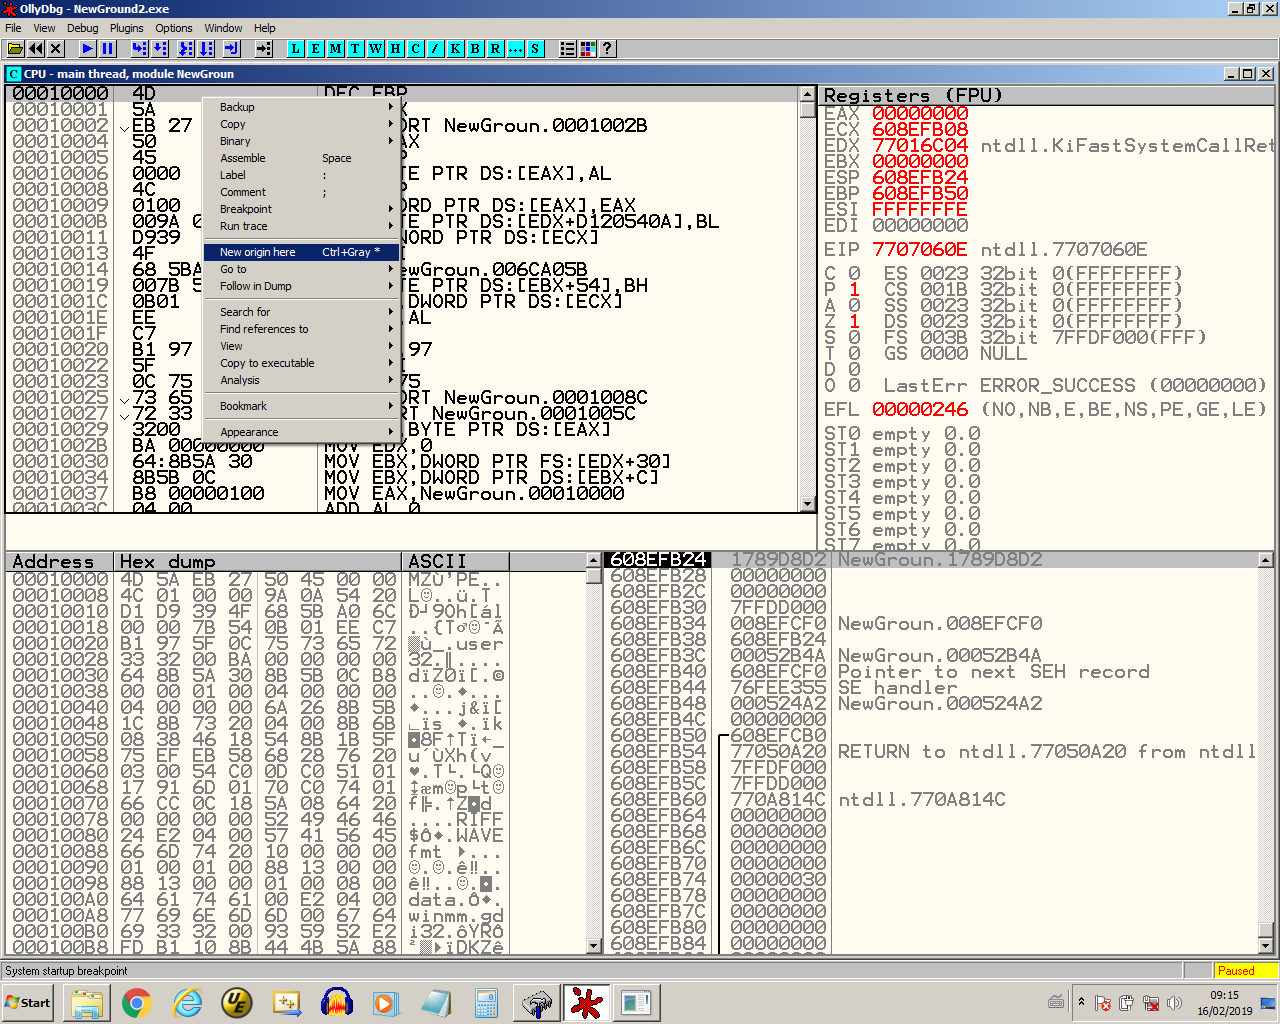 OllyDbg - NewGround2.exe
File View Debug Plugins Options Window Help
L E M T W H C / K B R ... S ?
CPU - main thread, module NewGroun
00010000 4D DEC EBP
00010001 5A
00010002 EB 27 ORT NewGroun.0001002B
00010004 50 AX
00010005 45 P
00010006 0000 TE PTR DS:[EAX],AL
00010008 4C
00010009 0100 ORD PTR DS:[EAX],EAX
0001000B 009A 0 TE PTR DS:[EDX+D120540A],BL
00010011 D939 WORD PTR DS:[ECX]
00010013 4F I
00010014 68 5BA NewGroun.006CA05B
00010019 007B 5 TE PTR DS:[EBX+54],BH
0001001C 0B01 ,DWORD PTR DS:[ECX]
0001001E EE ,AL
0001001F C7
00010020 B1 97 ,97
00010022 5F I
00010023 0C 75 75
00010025 73 65 ORT NewGroun.0001008C
00010027 72 33 ORT NewGroun.0001005C
00010029 3200 ,BYTE PTR DS:[EAX]
0001002B BA 00000000 MOV EDX,0
00010030 64:8B5A 30 MOV EBX,DWORD PTR FS:[EDX+30]
00010034 8B5B 0C MOV EBX,DWORD PTR DS:[EBX+C]
00010037 B8 00000100 MOV EAX,NewGroun.00010000
0001003C 04 00 ADD AL,0
Backup
Copy
Binary
Assemble Space
Label :
Comment ;
Breakpoint
Run trace
New origin here Ctrl+Gray *
Go to
Follow in Dump
Search for
Find references to
View
Copy to executable
Analysis
Bookmark
Appearance
Registers (FPU)
EAX 00000000
ECX 608EFB08
EDX 77016C04 ntdll.KiFastSystemCallRet
EBX 00000000
ESP 608EFB24
EBP 608EFB50
ESI FFFFFFFE
EDI 00000000
EIP 7707060E ntdll.7707060E
C 0 ES 0023 32bit 0(FFFFFFFF)
P 1 CS 001B 32bit 0(FFFFFFFF)
A 0 SS 0023 32bit 0(FFFFFFFF)
Z 1 DS 0023 32bit 0(FFFFFFFF)
S 0 FS 003B 32bit 7FFDF000(FFF)
T 0 GS 0000 NULL
D 0
O 0 LastErr ERROR_SUCCESS (00000000)
EFL 00000246 (NO,NB,E,BE,NS,PE,GE,LE)
ST0 empty 0.0
ST1 empty 0.0
ST2 empty 0.0
ST3 empty 0.0
ST4 empty 0.0
ST5 empty 0.0
ST6 empty 0.0
ST7 empty 0.0
Address Hex dump ASCII
00010000 4D 5A EB 27 50 45 00 00 MZÙ'PE..
00010008 4C 01 00 00 9A 0A 54 20
00010010 D1 D9 39 4F 68 5B A0 6C
00010018 00 00 7B 54 0B 01 EE C7
00010020 B1 97 5F 0C 75 73 65 72
00010028 33 32 00 BA 00 00 00 00
00010030 64 8B 5A 30 8B 5B 0C B8
00010038 00 00 01 00 04 00 00 00
00010040 04 00 00 00 6A 26 8B 5B
00010048 1C 8B 73 20 04 00 8B 6B
00010050 08 38 46 18 54 8B 1B 5F
00010058 75 EF EB 58 68 28 76 20
00010060 03 00 54 C0 0D C0 51 01
00010068 17 91 6D 01 70 C0 74 01
00010070 66 CC 0C 18 5A 08 64 20
00010078 00 00 00 00 52 49 46 46 ....RIFF
00010080 24 E2 04 00 57 41 56 45 $Ô♦.WAVE
00010088 66 6D 74 20 10 00 00 00 fmt ►...
00010090 01 00 01 00 88 13 00 00
00010098 88 13 00 00 01 00 08 00
000100A0 64 61 74 61 00 E2 04 00 data.Ô♦.
000100A8 77 69 6E 6D 6D 00 67 64 winmm.gd
000100B0 69 33 32 00 93 59 52 E2 i32.ôYRÔ
000100B8 FD B1 10 8B 44 4B 5A 88 ²▒►ïDKZê
608EFB24 1789D8D2 NewGroun.1789D8D2
608EFB28 00000000
608EFB2C 00000000
608EFB30 7FFDD000
608EFB34 008EFCF0 NewGroun.008EFCF0
608EFB38 608EFB24
608EFB3C 00052B4A NewGroun.00052B4A
608EFB40 608EFCF0 Pointer to next SEH record
608EFB44 76FEE355 SE handler
608EFB48 000524A2 NewGroun.000524A2
608EFB4C 00000000
608EFB50 608EFCB0
608EFB54 77050A20 RETURN to ntdll.77050A20 from ntdll
608EFB58 7FFDF000
608EFB5C 7FFDD000
608EFB60 770A814C ntdll.770A814C
608EFB64 00000000
608EFB68 00000000
608EFB6C 00000000
608EFB70 00000000
608EFB74 00000030
608EFB78 00000000
608EFB7C 00000000
608EFB80 00000000
608EFB84 00000000
System startup breakpoint Paused
Start UE 09:15
16/02/2019